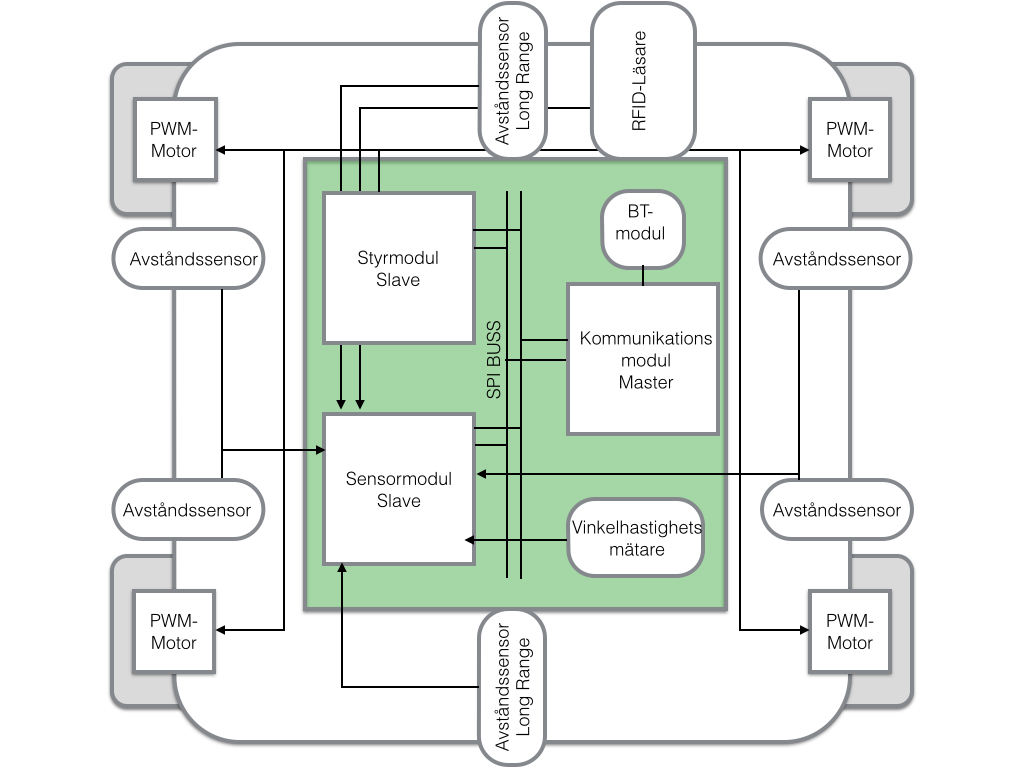 Avståndssensor
Long Range
RFID-Läsare
PWM-
Motor
PWM-
Motor
BT-
modul
Avståndssensor
Styrmodul
Slave
Avståndssensor
SPI BUSS
Kommunikations
modul
Master
Sensormodul
Slave
Avståndssensor
Avståndssensor
Vinkelhastighets
mätare
PWM-
Motor
PWM-
Motor
Avståndssensor
Long Range